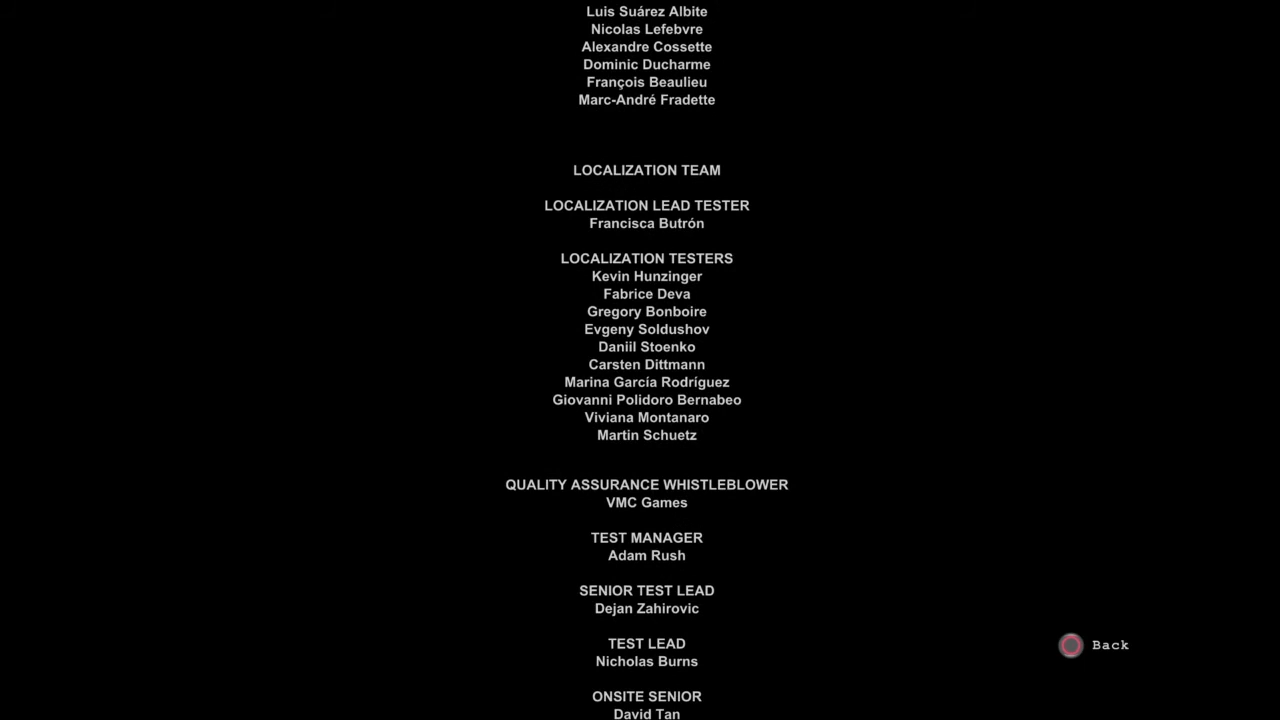 Luis Suárez Albite
Nicolas Lefebvre
Alexandre Cossette
Dominic Ducharme
François Beaulieu
Marc-André Fradette
LOCALIZATION TEAM
LOCALIZATION LEAD TESTER
Francisca Butrón
LOCALIZATION TESTERS
Kevin Hunzinger
Fabrice Deva
Gregory Bonboire
Evgeny Soldushov
Daniil Stoenko
Carsten Dittmann
Marina García Rodríguez
Giovanni Polidoro Bernabeo
Viviana Montanaro
Martin Schuetz
QUALITY ASSURANCE WHISTLEBLOWER
VMC Games
TEST MANAGER
Adam Rush
SENIOR TEST LEAD
Dejan Zahirovic
TEST LEAD
Nicholas Burns
Back
ONSITE SENIOR
David Tan